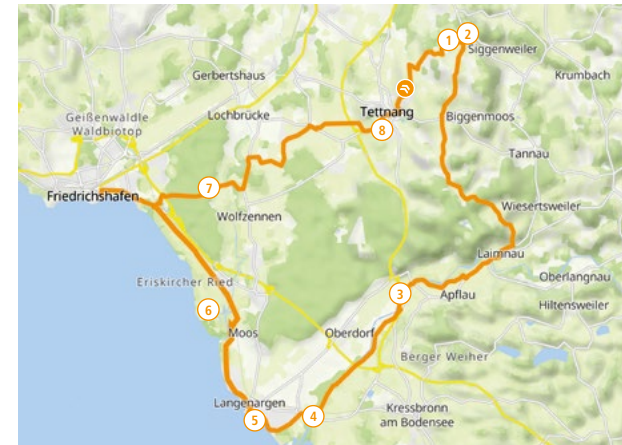 1
2
Siggenweiler
Gerbertshaus
Krumbach
Tettnang
Lochbrücke
Geißenwaldle
Waldbiotop
Biggenmoos
8
Tannau
7
Friedrichshafen
Wolfzennen
Wiesertsweiler
Laimnau
Eriskircher Ried
Oberlangnau
3
Apflau
Hiltensweiler
6
Moos
Oberdorf
Berger Weiher
Langenargen
5
4
Kressbronn
am Bodensee